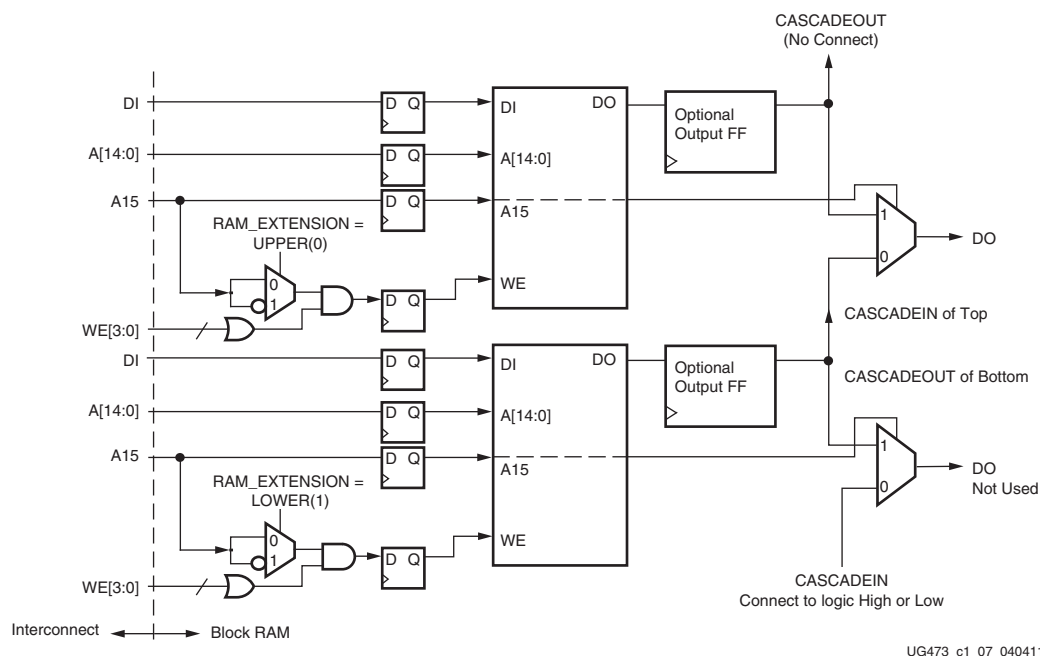 CASCADEOUT
(No Connect)
DI
D Q
DI
DO
Optional
Output FF
A[14:0]
D Q
A[14:0]
A15
D Q
A15
1
RAM_EXTENSION =
UPPER(0)
DO
0
0
1
WE
D Q
WE[3:0]
CASCADEIN of Top
DI
D Q
DI
DO
Optional
Output FF
CASCADEOUT of Bottom
A[14:0]
D Q
A[14:0]
A15
D Q
A15
1
RAM_EXTENSION =
LOWER(1)
DO
Not Used
0
0
1
WE
D Q
WE[3:0]
CASCADEIN
Connect to logic High or Low
Interconnect
Block RAM
UG473_c1_07_040411